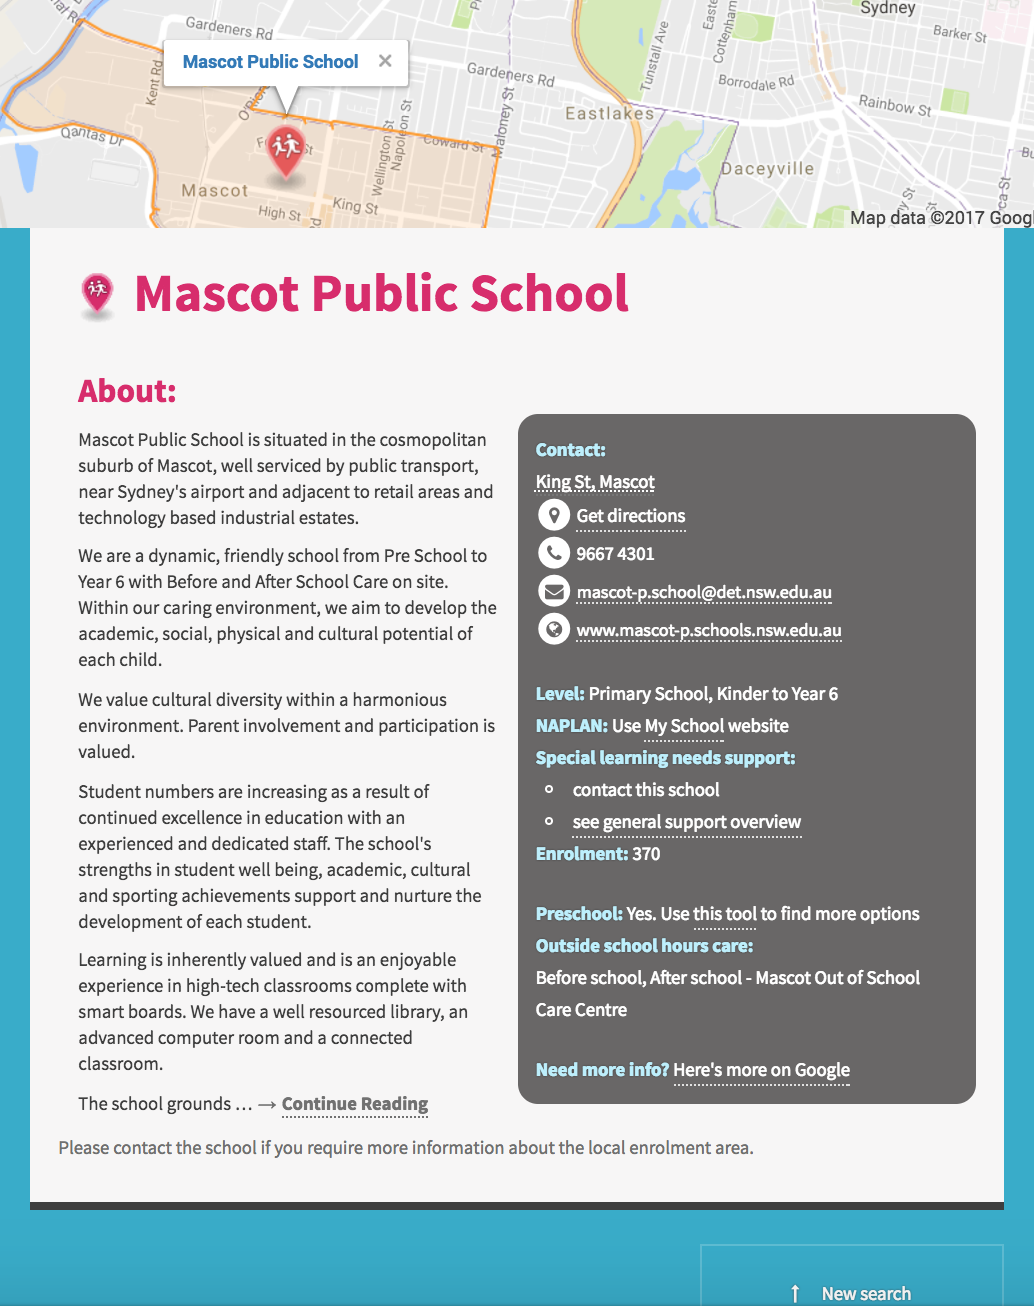 Sydney
Gardeners Rd
Barker St
Mascot Public School ×
Kent Rd
Gardeners Rd
Tunstall Ave
Cottenham
Borrodale Rd
Rainbow St
Eastlakes
Maloney St
Qantas Dr
Coward St
Wellington St
Napoleon St
Daceyville
Mascot
High St
King St
Map data ©2017 Goog
Mascot Public School
About:
Mascot Public School is situated in the cosmopolitan
suburb of Mascot, well serviced by public transport,
near Sydney's airport and adjacent to retail areas and
technology based industrial estates.
We are a dynamic, friendly school from Pre School to
Year 6 with Before and After School Care on site.
Within our caring environment, we aim to develop the
academic, social, physical and cultural potential of
each child.
We value cultural diversity within a harmonious
environment. Parent involvement and participation is
valued.
Student numbers are increasing as a result of
continued excellence in education with an
experienced and dedicated staff. The school's
strengths in student well being, academic, cultural
and sporting achievements support and nurture the
development of each student.
Learning is inherently valued and is an enjoyable
experience in high-tech classrooms complete with
smart boards. We have a well resourced library, an
advanced computer room and a connected
classroom.
The school grounds … → Continue Reading
Contact:
King St, Mascot
Get directions
9667 4301
mascot-p.school@det.nsw.edu.au
www.mascot-p.schools.nsw.edu.au
Level: Primary School, Kinder to Year 6
NAPLAN: Use My School website
Special learning needs support:
contact this school
see general support overview
Enrolment: 370
Preschool: Yes. Use this tool to find more options
Outside school hours care:
Before school, After school - Mascot Out of School
Care Centre
Need more info? Here's more on Google
Please contact the school if you require more information about the local enrolment area.
↑ New search